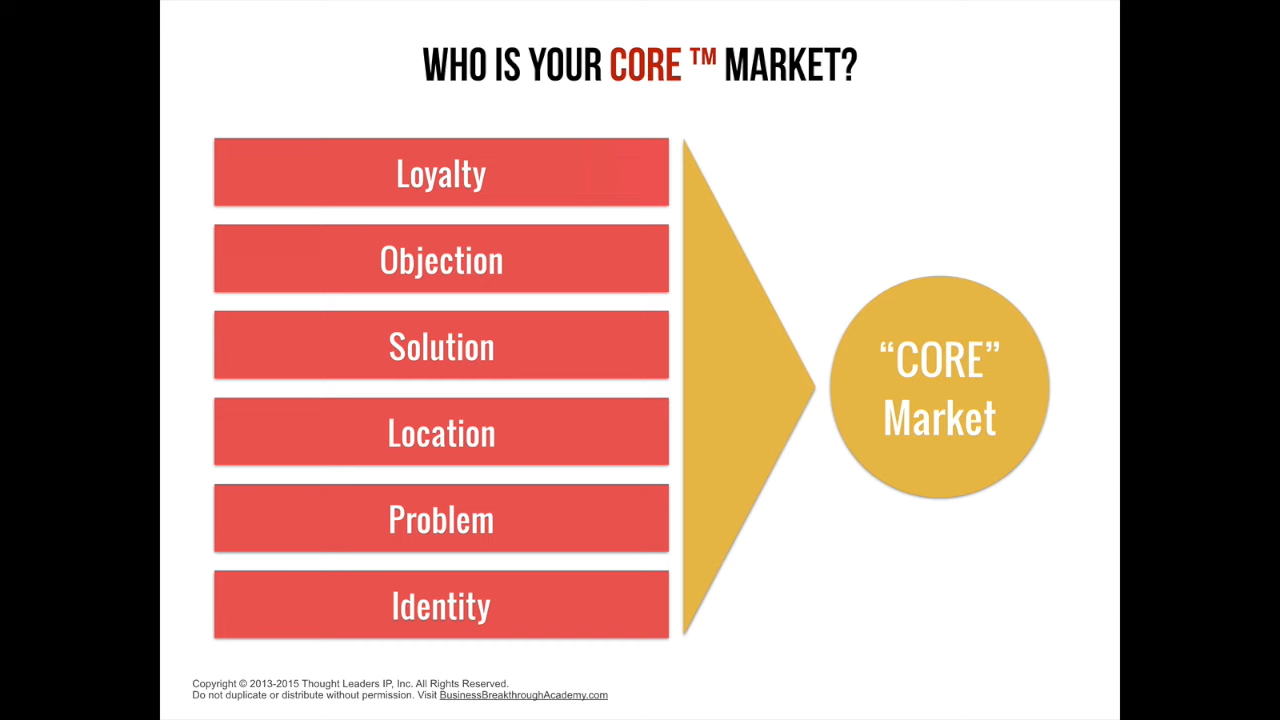 WHO IS YOUR CORE ™ MARKET?
Loyalty
Objection
Solution
Location
Problem
Identity
“CORE”
Market
Copyright © 2013-2015 Thought Leaders IP, Inc. All Rights Reserved.
Do not duplicate or distribute without permission. Visit BusinessBreakthroughAcademy.com